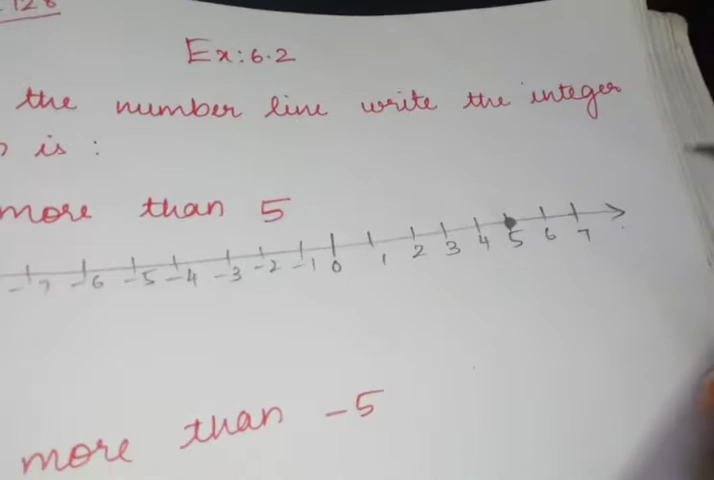 128
Ex: 6.2
the number line write the integer
is :
more than 5
-7 -6 -5 -4 -3 -2 -1 0 1 2 3 4 5 6 7
more than -5